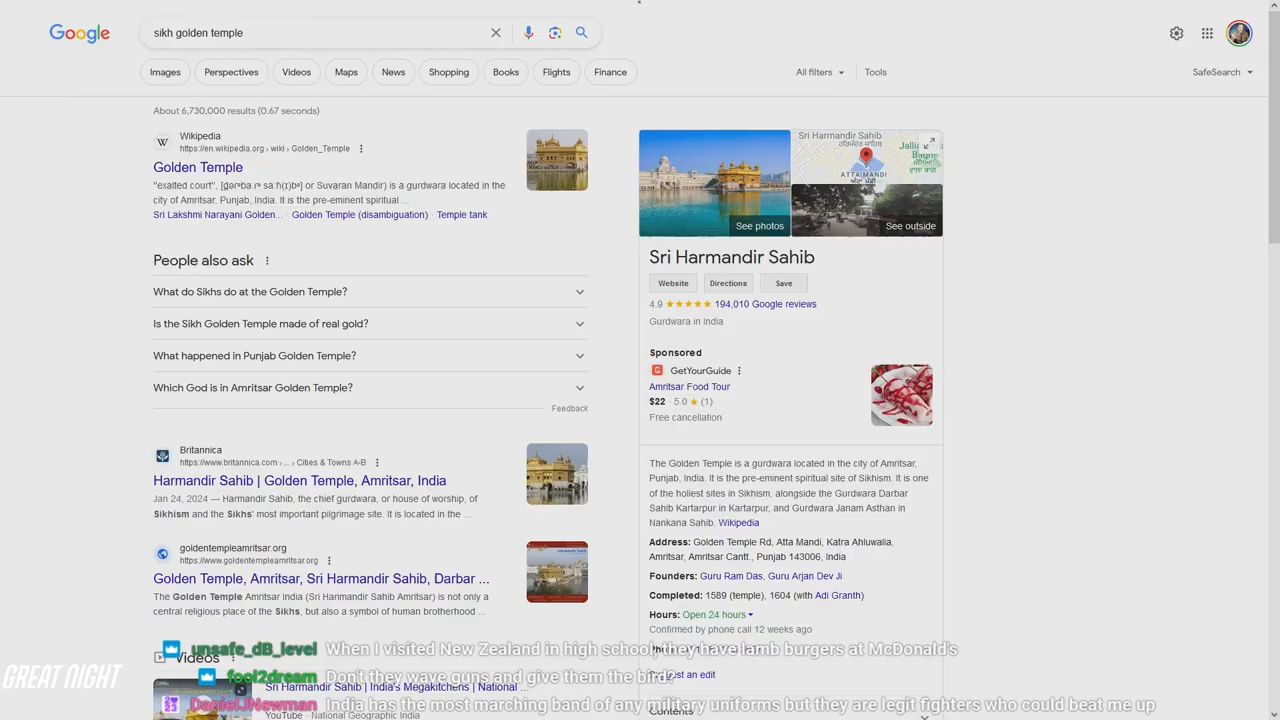 Google
sikh golden temple
Images
Perspectives
Videos
Maps
News
Shopping
Books
Flights
Finance
All filters
Tools
SafeSearch
About 6,730,000 results (0.67 seconds)
W
Wikipedia
https://en.wikipedia.org › wiki › Golden_Temple
Golden Temple
city of Amritsar, Punjab, India. It is the pre-eminent spiritual ...
Sri Lakshmi Narayani Golden... · Golden Temple (disambiguation) · Temple tank
People also ask
What do Sikhs do at the Golden Temple?
Is the Sikh Golden Temple made of real gold?
What happened in Punjab Golden Temple?
Which God is in Amritsar Golden Temple?
Feedback
Britannica
https://www.britannica.com › ... › Cities & Towns A-B
Harmandir Sahib | Golden Temple, Amritsar, India
Jan 24, 2024 — Harmandir Sahib, the chief gurdwara, or house of worship, of
Sikhism and the Sikhs' most important pilgrimage site. It is located in the ...
goldentempleamritsar.org
https://www.goldentempleamritsar.org
Golden Temple, Amritsar, Sri Harmandir Sahib, Darbar ...
The Golden Temple Amritsar India (Sri Harmandir Sahib Amritsar) is not only a
central religious place of the Sikhs, but also a symbol of human brotherhood ...
Videos
Sri Harmandir Sahib | India's Megakitchens | National ...
YouTube · National Geographic India
Sri Harmandir Sahib
ਹਰਿਮੰਦਰ ਸਾਹਿਬ
ATTA MANDI
See photos
See outside
Sri Harmandir Sahib
Website
Directions
Save
4.9
194,010 Google reviews
Gurdwara in India
Sponsored
GetYourGuide
Amritsar Food Tour
$22 · 5.0 ★ (1)
Free cancellation
The Golden Temple is a gurdwara located in the city of Amritsar,
Punjab, India. It is the pre-eminent spiritual site of Sikhism. It is one
of the holiest sites in Sikhism, alongside the Gurdwara Darbar
Sahib Kartarpur in Kartarpur, and Gurdwara Janam Asthan in
Nankana Sahib. Wikipedia
Address: Golden Temple Rd, Atta Mandi, Katra Ahluwalia,
Amritsar, Amritsar Cantt., Punjab 143006, India
Founders: Guru Ram Das, Guru Arjan Dev Ji
Completed: 1589 (temple), 1604 (with Adi Granth)
Hours: Open 24 hours
Confirmed by phone call 12 weeks ago
an edit
unsafe_dB_level When I visited New Zealand in high school, they have lamb burgers at McDonald's
fool2dream Don't they wave guns and give them the bird?
DanielJNewman India has the most marching band of any military uniforms but they are legit fighters who could beat me up
GREAT NIGHT